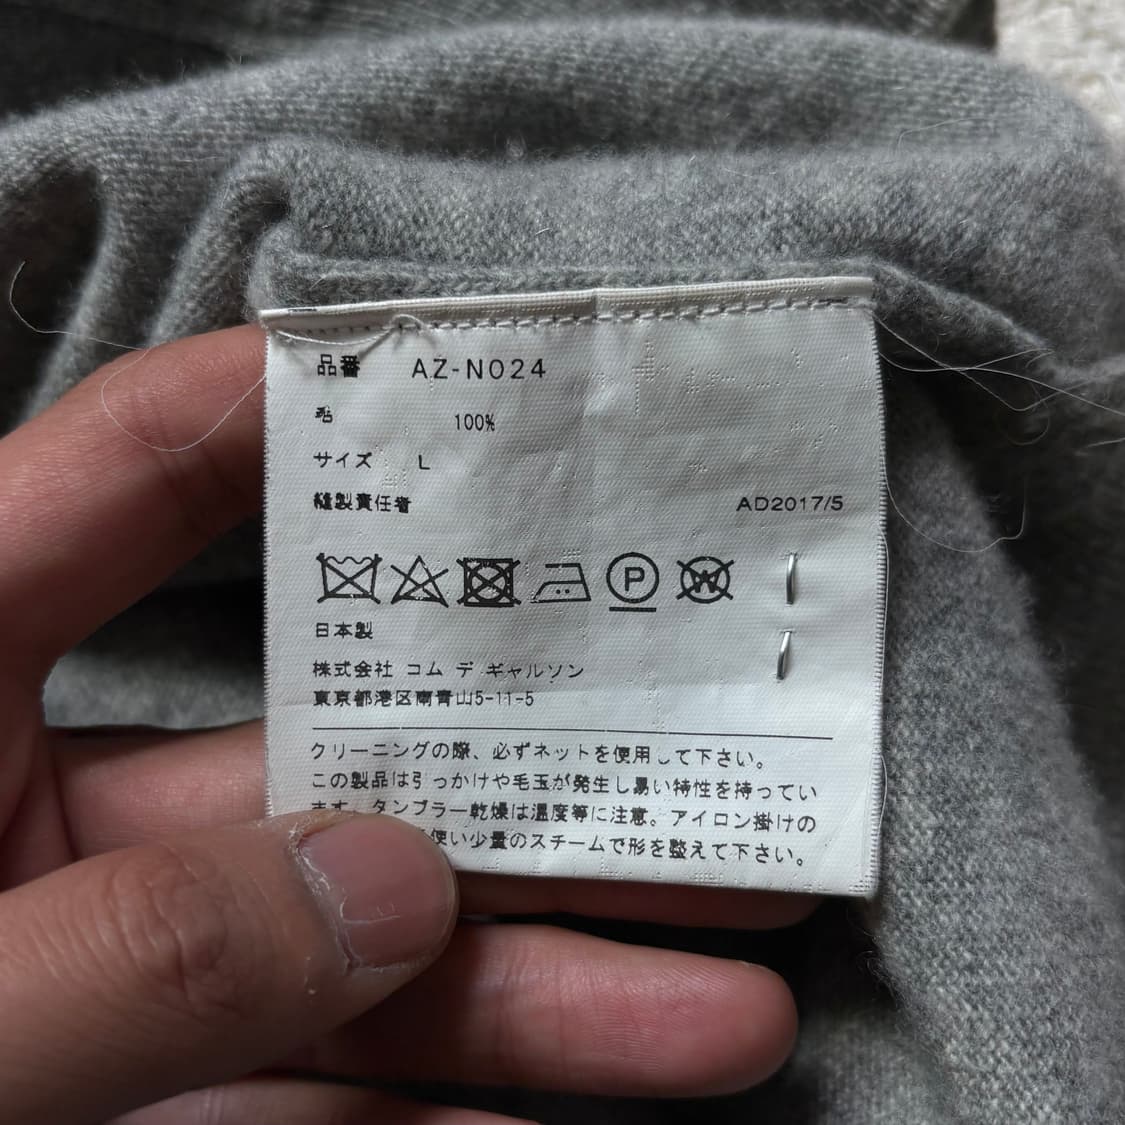 品番 AZ-N024
毛 100%
サイズ L
縫製責任者 AD2017/5
P W
日本製
株式会社 コム デ ギャルソン
東京都港区南青山5-11-5
クリーニングの際、必ずネットを使用して下さい。
この製品は引っかけや毛玉が発生し易い特性を持ってい
ます。タンブラー乾燥は温度等に注意。アイロン掛けの
使い少量のスチームで形を整えて下さい。